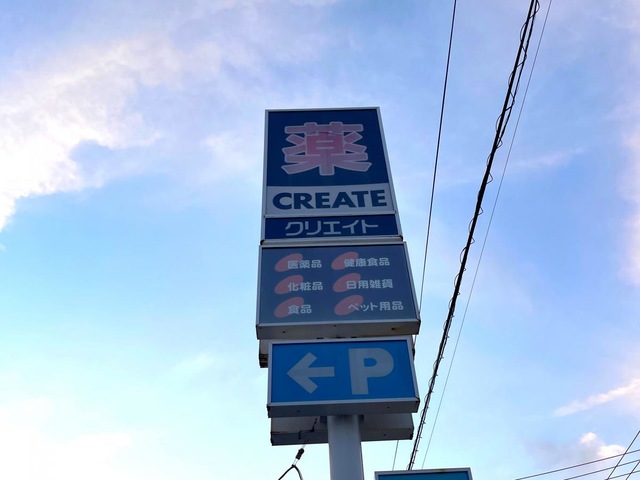 薬
CREATE
クリエイト
医薬品 健康食品
化粧品 日用雑貨
食品 ペット用品
← P